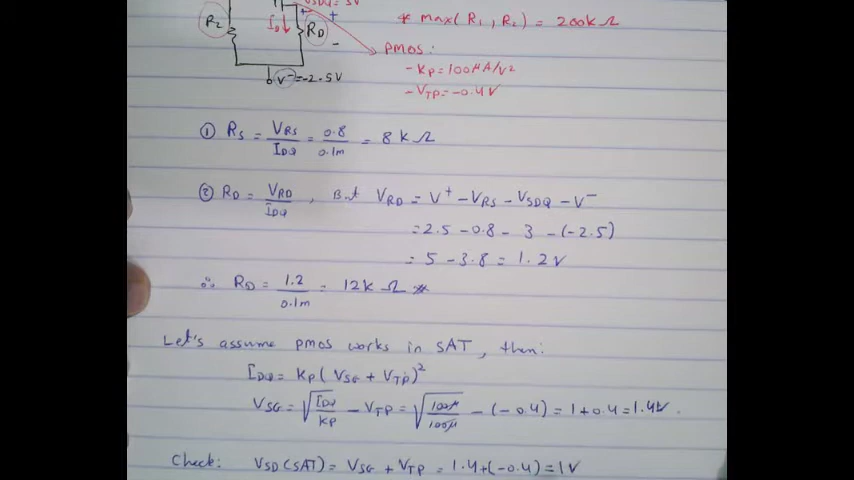 R2
ID
RD
+
-
V⁻ = -2.5V
* max(R1, R2) = 200kΩ
PMOS:
- KP = 100μA/V²
- VTP = -0.4V
① RS = VRS/IDQ = 0.8/0.1m = 8kΩ
② RD = VRD/IDQ, But VRD = V⁺ - VRS - VSDQ - V⁻
= 2.5 - 0.8 - 3 - (-2.5)
= 5 - 3.8 = 1.2V
∴ RD = 1.2/0.1m = 12kΩ *
Let's assume PMOS works in SAT, then:
IDQ = KP(VSG + VTP)²
VSG = √(IDQ/KP) - VTP = √(100μ/100μ) - (-0.4) = 1 + 0.4 = 1.4V.
Check: VSD(SAT) = VSG + VTP = 1.4 + (-0.4) = 1V